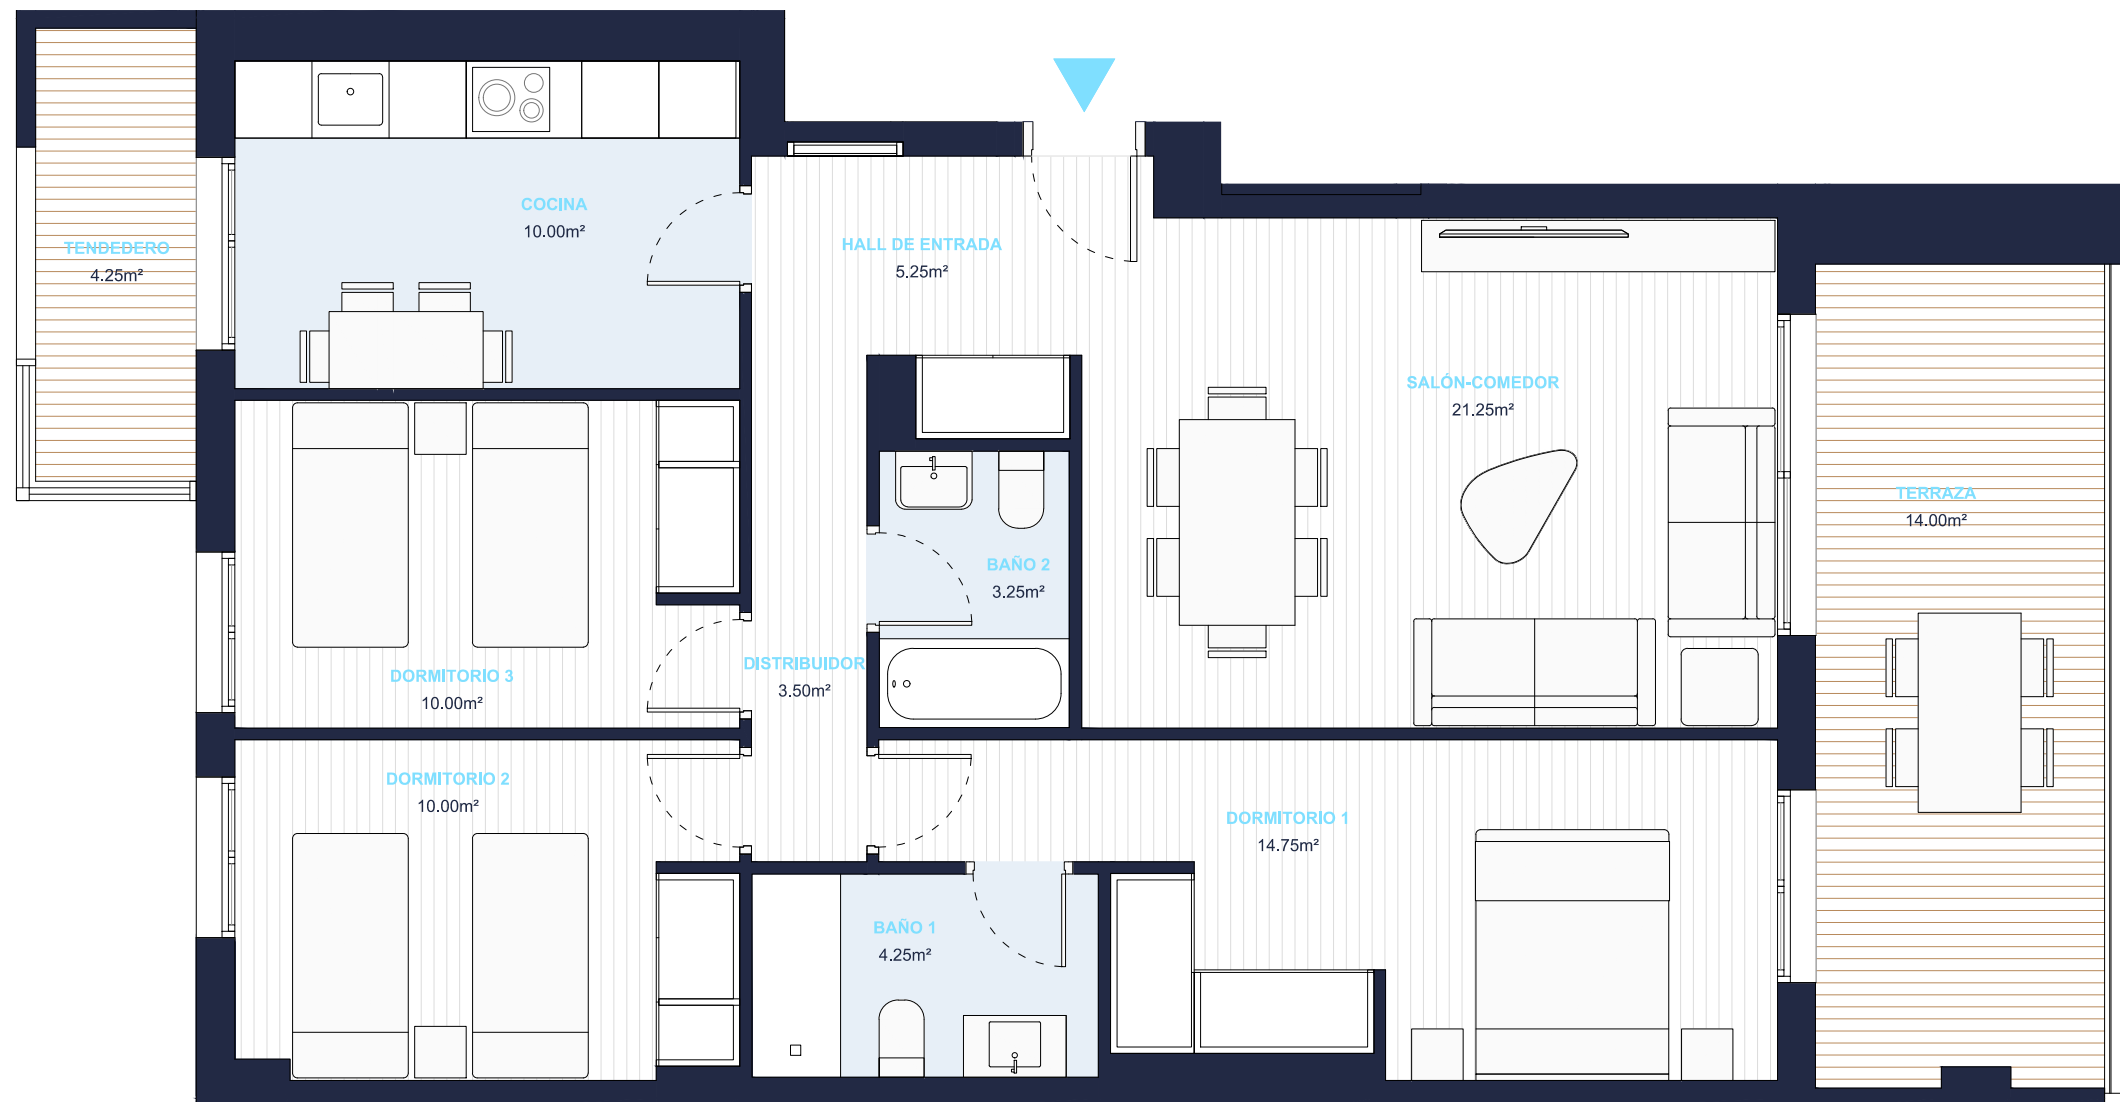 COCINA
10.00m²
TENDEDERO
4.25m²
HALL DE ENTRADA
5.25m²
SALÓN-COMEDOR
21.25m²
TERRAZA
14.00m²
BAÑO 2
3.25m²
DORMITORIO 3
10.00m²
DISTRIBUIDOR
3.50m²
DORMITORIO 2
10.00m²
DORMITORIO 1
14.75m²
BAÑO 1
4.25m²